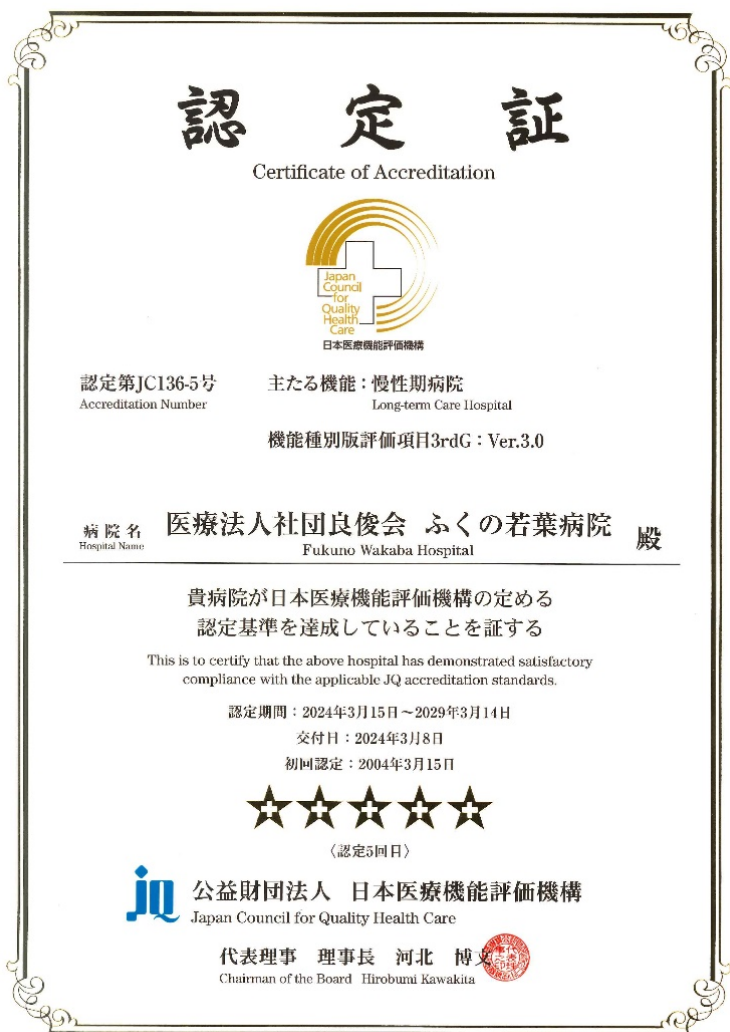 認定証
Certificate of Accreditation
Japan
Council
for
Quality
Health
Care
日本医療機能評価機構
認定第JC136-5号 主たる機能：慢性期病院
Accreditation Number Long-term Care Hospital
機能種別版評価項目3rdG：Ver.3.0
病院名 医療法人社団良俊会 ふくの若葉病院 殿
Hospital Name Fukuno Wakaba Hospital
貴病院が日本医療機能評価機構の定める
認定基準を達成していることを証する
This is to certify that the above hospital has demonstrated satisfactory
compliance with the applicable JQ accreditation standards.
認定期間：2024年3月15日～2029年3月14日
交付日：2024年3月8日
初回認定：2004年3月15日
〈認定5回目〉
JQ 公益財団法人 日本医療機能評価機構
Japan Council for Quality Health Care
代表理事 理事長 河北 博文
Chairman of the Board Hirobumi Kawakita